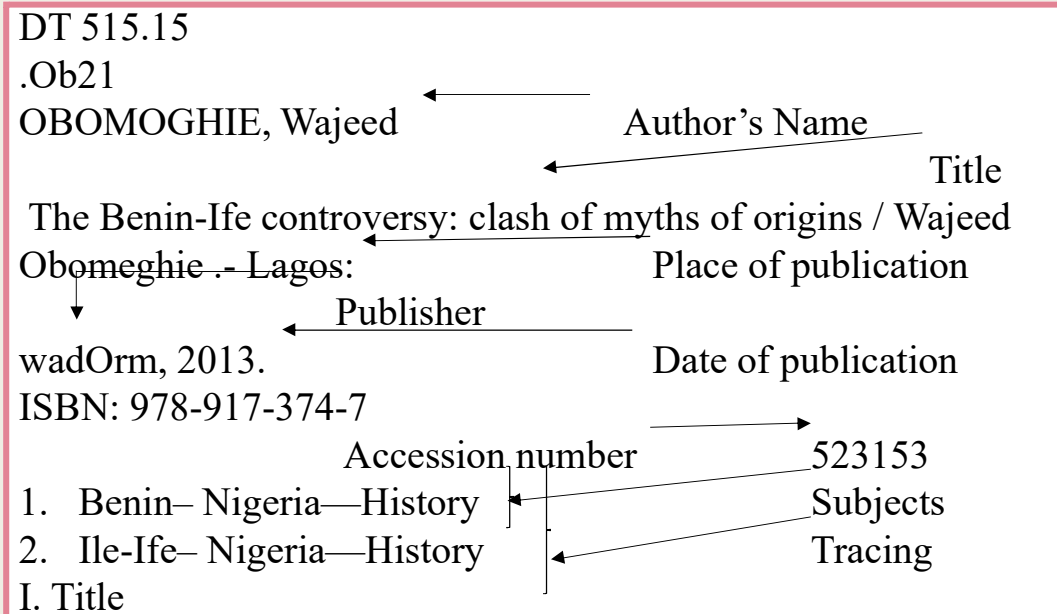 DT 515.15
.Ob21
OBOMOGHIE, Wajeed Author’s Name
Title
The Benin-Ife controversy: clash of myths of origins / Wajeed
Obomeghie .- Lagos: Place of publication
Publisher
wadOrm, 2013. Date of publication
ISBN: 978-917-374-7
Accession number 523153
1. Benin– Nigeria—History Subjects
2. Ile-Ife– Nigeria—History Tracing
I. Title